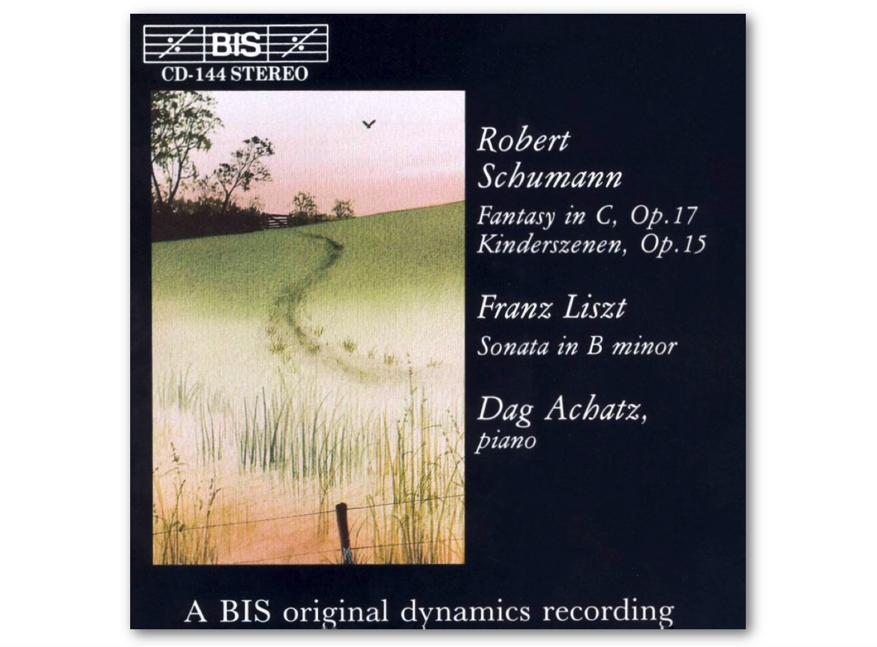 BIS
CD-144 STEREO
Robert
Schumann
Fantasy in C, Op.17
Kinderszenen, Op.15
Franz Liszt
Sonata in B minor
Dag Achatz,
piano
A BIS original dynamics recording